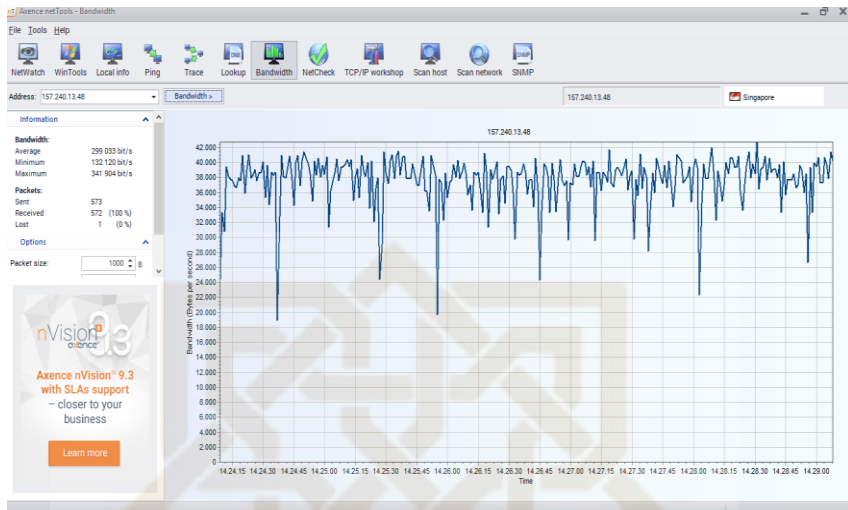 Axence netTools - Bandwidth
File Tools Help
NetWatch WinTools Local info Ping Trace Lookup Bandwidth NetCheck TCP/IP workshop Scan host Scan network SNMP
DNS
SNMP
Address: 157.240.13.48 Bandwidth > 157.240.13.48 Singapore
Information
Bandwidth:
Average 299 033 bit/s
Minimum 132 120 bit/s
Maximum 341 904 bit/s
Packets:
Sent 573
Received 572 (100 %)
Lost 1 (0 %)
Options
Packet size: 1000 B
nVision 9.3
axence
Axence nVision® 9.3
with SLAs support
– closer to your
business
Learn more
157.240.13.48
42.000
40.000
38.000
36.000
34.000
32.000
30.000
28.000
26.000
24.000
22.000
20.000
18.000
16.000
14.000
12.000
10.000
8.000
6.000
4.000
2.000
0
Bandwidth (Bytes per second)
14.24.15 14.24.30 14.24.45 14.25.00 14.25.15 14.25.30 14.25.45 14.26.00 14.26.15 14.26.30 14.26.45 14.27.00 14.27.15 14.27.30 14.27.45 14.28.00 14.28.15 14.28.30 14.28.45 14.29.00
Time